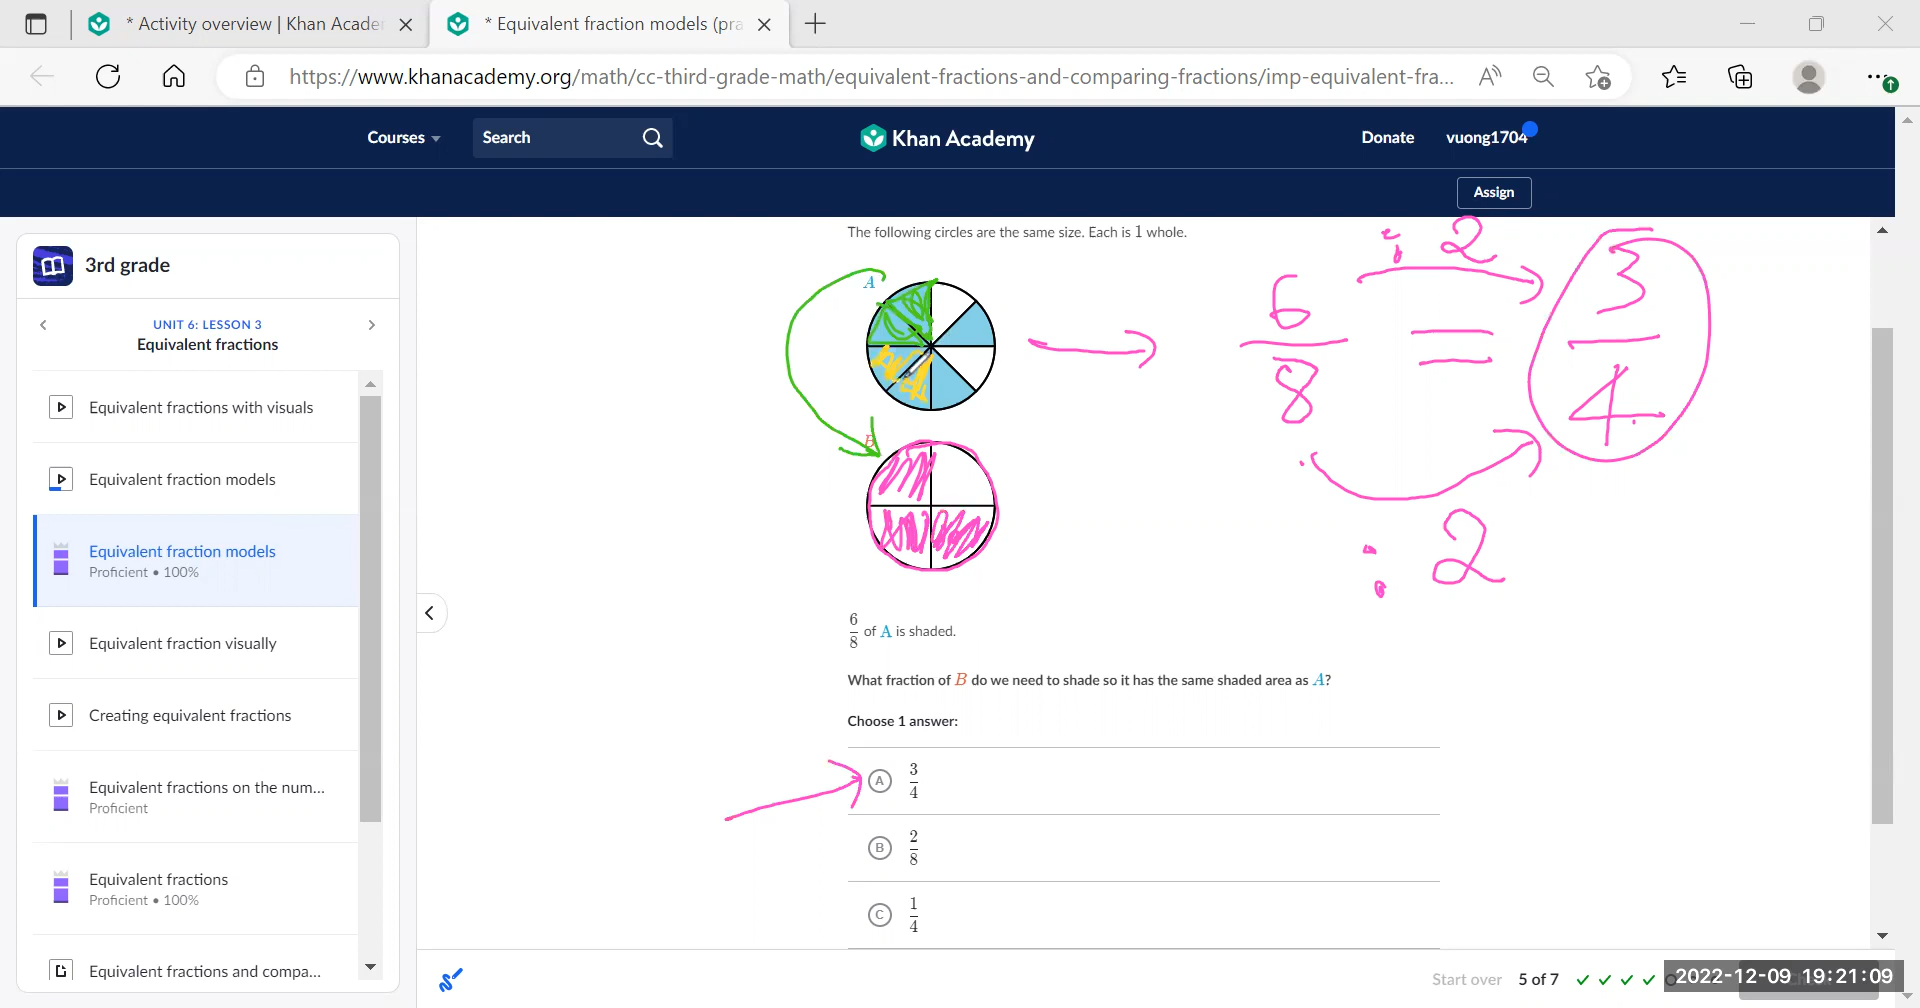 * Activity overview | Khan Acade
* Equivalent fraction models (pra
https://www.khanacademy.org/math/cc-third-grade-math/equivalent-fractions-and-comparing-fractions/imp-equivalent-fra...
Courses
Search
Khan Academy
Donate
vuong1704
Assign
3rd grade
UNIT 6: LESSON 3
Equivalent fractions
Equivalent fractions with visuals
Equivalent fraction models
Equivalent fraction models
Proficient • 100%
Equivalent fraction visually
Creating equivalent fractions
Equivalent fractions on the num...
Proficient
Equivalent fractions
Proficient • 100%
Equivalent fractions and compa...
The following circles are the same size. Each is 1 whole.
A
B
: 2
6/8 = 3/4
: 2
6/8 of A is shaded.
What fraction of B do we need to shade so it has the same shaded area as A?
Choose 1 answer:
A 3/4
B 2/8
C 1/4
Start over 5 of 7
2022-12-09 19:21:09